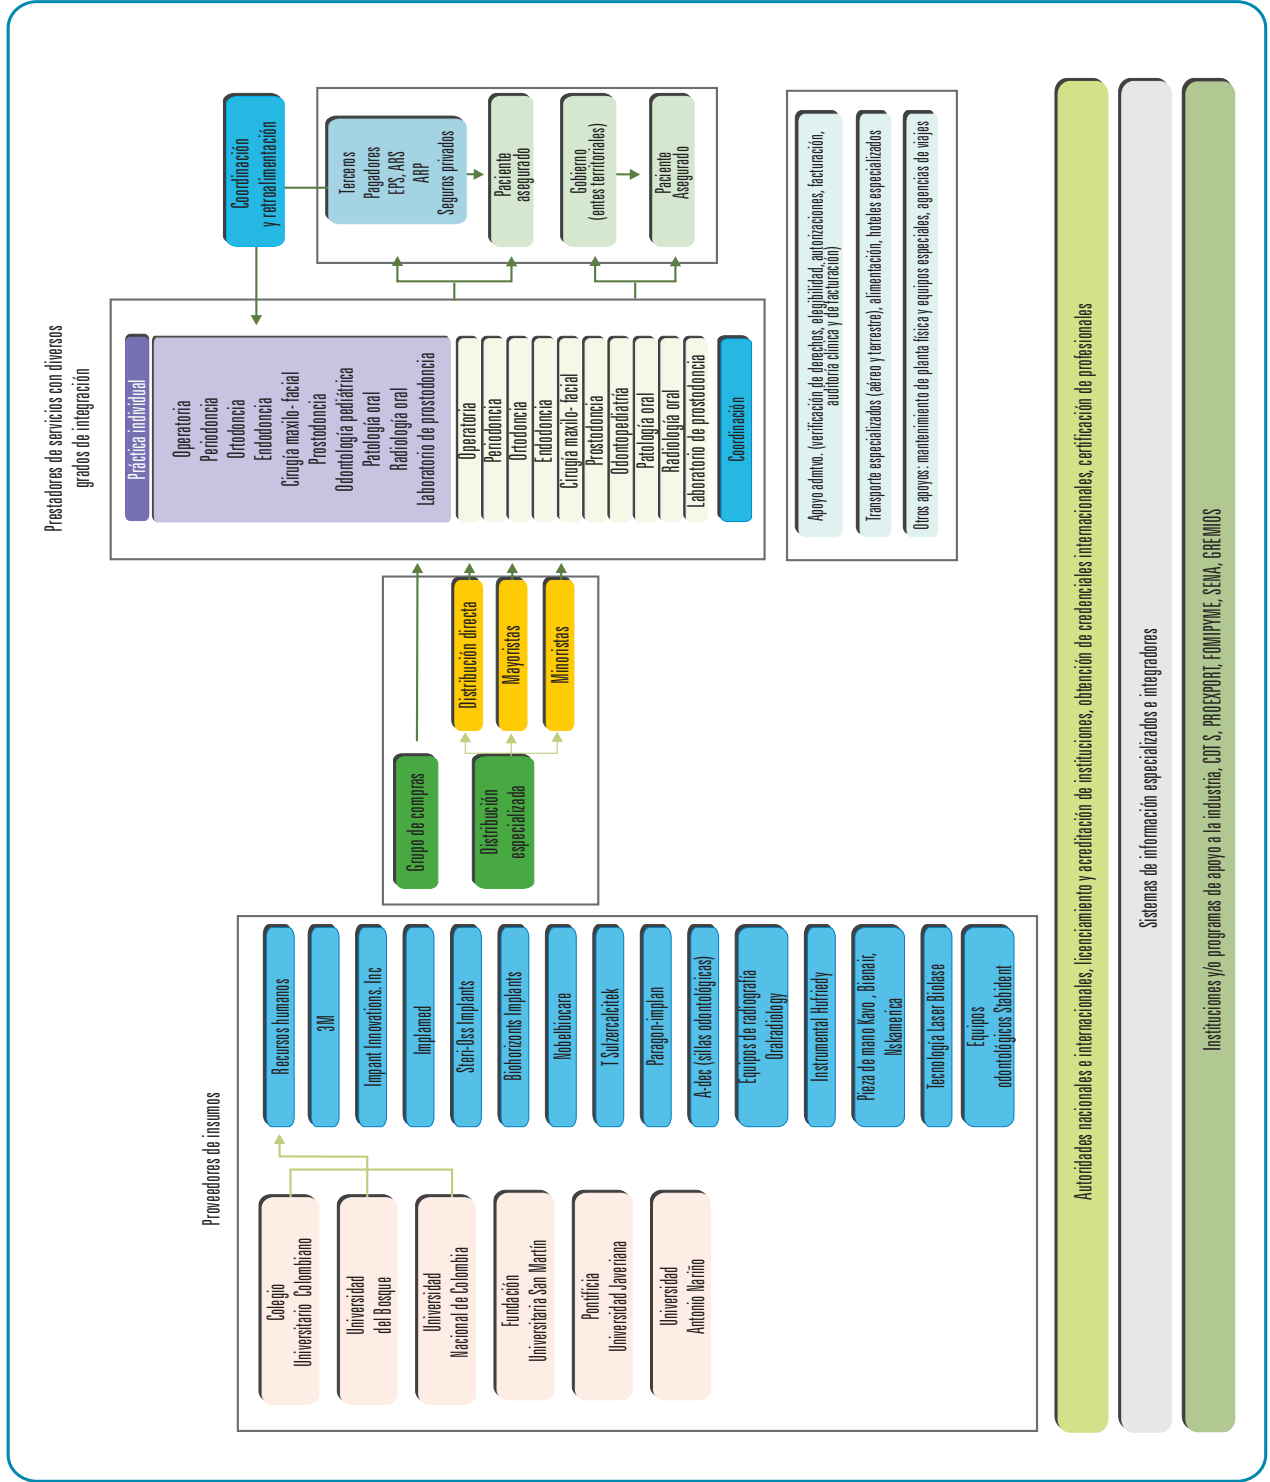 Proveedores de insumos
Colegio
Universitario Colombiano
Universidad
del Bosque
Universidad
Nacional de Colombia
Fundación
Universitaria San Martín
Pontificia
Universidad Javeriana
Universidad
Antonio Nariño
Recursos humanos
3M
Impant Innovations. Inc
Implamed
Steri-Oss Implants
Biohorizonts Implants
Nobelbiocare
T Sulzercalcitek
Paragon-implan
A-dec (sillas odontológicas)
Equipos de radiografía
Oralradiology
Instrumental Hufriedy
Pieza de mano Kavo , Bienair,
Nskamerica
Tecnología Laser Biolase
Equipos
odontológicos Stabident
Grupo de compras
Distribución
especializada
Distribución directa
Mayoristas
Minoristas
Prestadores de servicios con diversos
grados de integración
Práctica individual
Operatoria
Periodoncia
Ortodoncia
Endodoncia
Cirugía maxilo- facial
Prostodoncia
Odontología pediátrica
Patología oral
Radiología oral
Laboratorio de prostodoncia
Operatoria
Periodoncia
Ortodoncia
Endodoncia
Cirugía maxilo- facial
Prostodoncia
Odontopediatría
Patología oral
Radiología oral
Laboratorio de prostodoncia
Coordinación
Coordinación
y retroalimentación
Terceros
Pagadores
EPS, ARS
ARP
Seguros privados
Paciente
asegurado
Gobierno
(entes territoriales)
Paciente
Asegurado
Apoyo admtvo. (verificación de derechos, elegibilidad, autorizaciones, facturación,
auditoría clínica y de facturación)
Transporte especializados (aéreo y terrestre), alimentación, hoteles especializados
Otros apoyos: mantenimiento de planta física y equipos especiales, agencias de viajes
Autoridades nacionales e internacionales, licenciamiento y acreditación de instituciones, obtención de credenciales internacionales, certificación de profesionales
Sistemas de información especializados e integradores
Instituciones y/o programas de apoyo a la industria, CDT S, PROEXPORT, FOMIPYME, SENA, GREMIOS